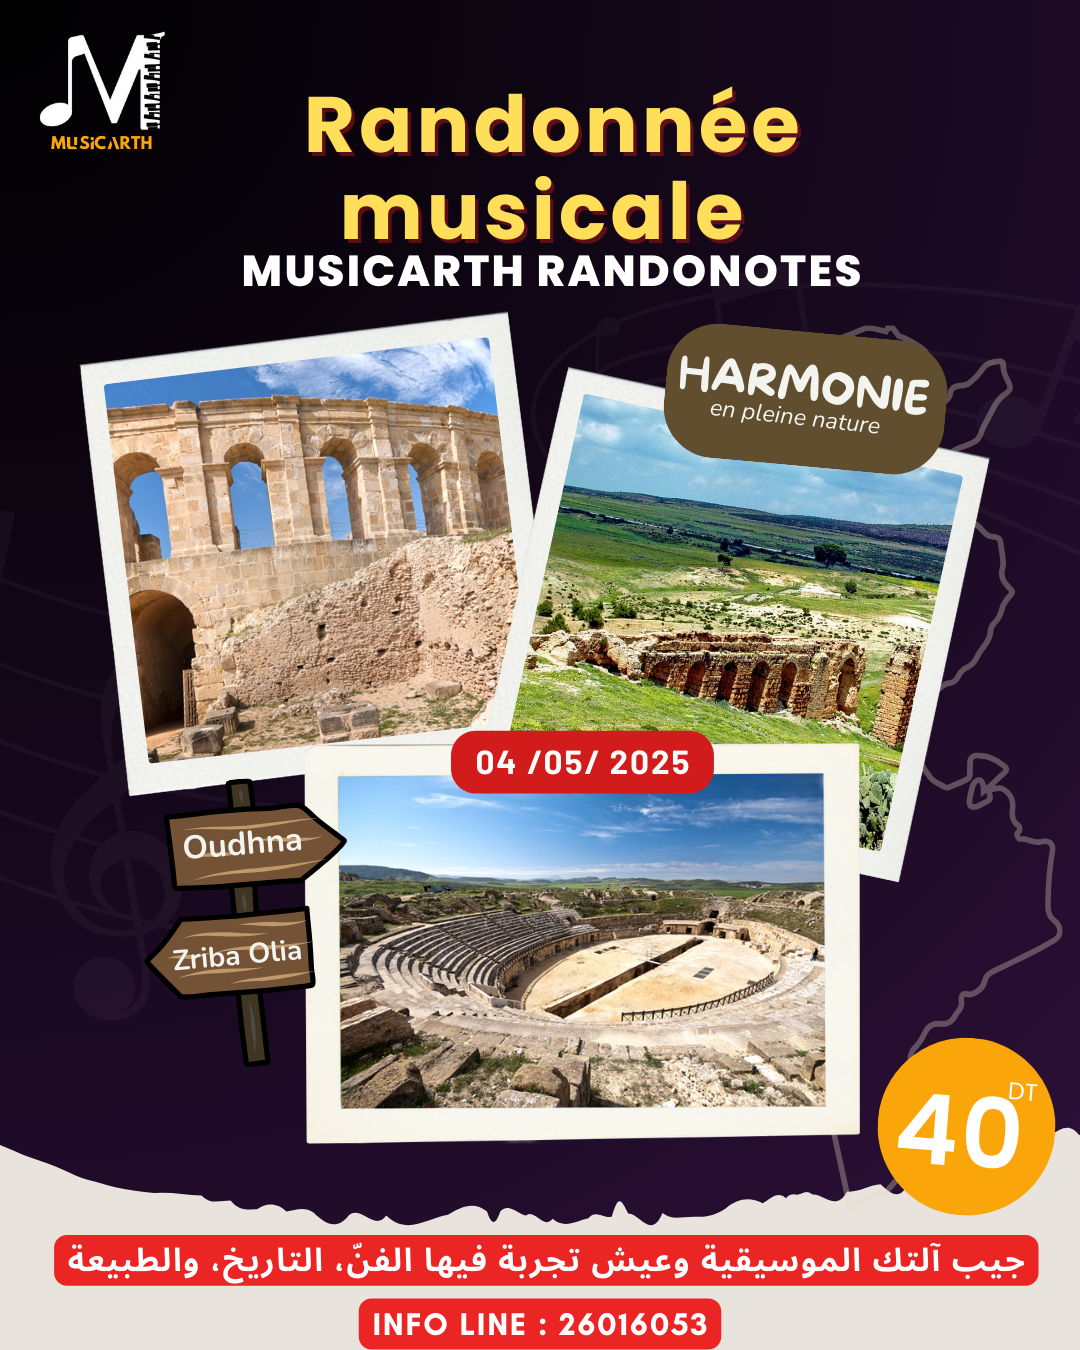 MUSICARTH
Randonnée
musicale
MUSICARTH RANDONOTES
HARMONIE
en pleine nature
04 /05/ 2025
Oudhna
Zriba Olia
40 DT
جيب آلتك الموسيقية وعيش تجربة فيها الفنّ، التاريخ، والطبيعة
INFO LINE : 26016053